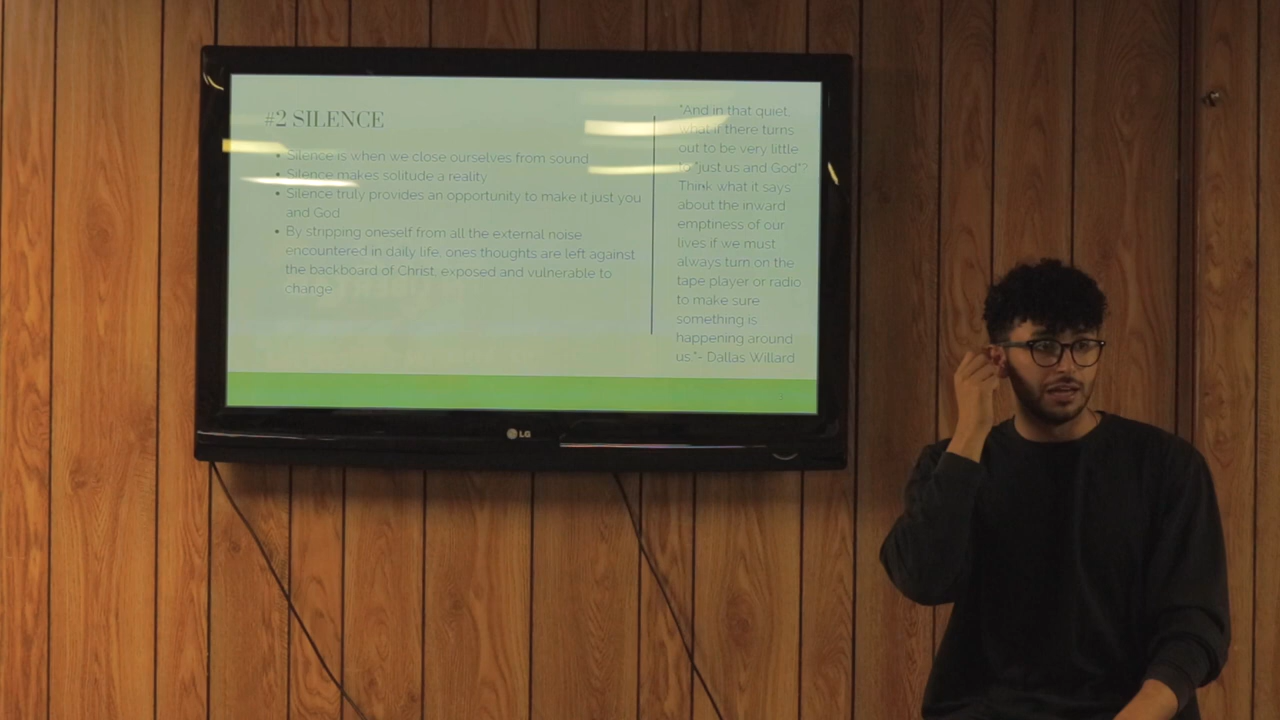 #2 SILENCE
• Silence is when we close ourselves from sound
• Silence makes solitude a reality
• Silence truly provides an opportunity to make it just you
and God
• By stripping oneself from all the external noise
encountered in daily life, ones thoughts are left against
the backboard of Christ, exposed and vulnerable to
change
"And in that quiet,
what if there turns
out to be very little
to "just us and God"?
Think what it says
about the inward
emptiness of our
lives if we must
always turn on the
tape player or radio
to make sure
something is
happening around
us."- Dallas Willard
LG